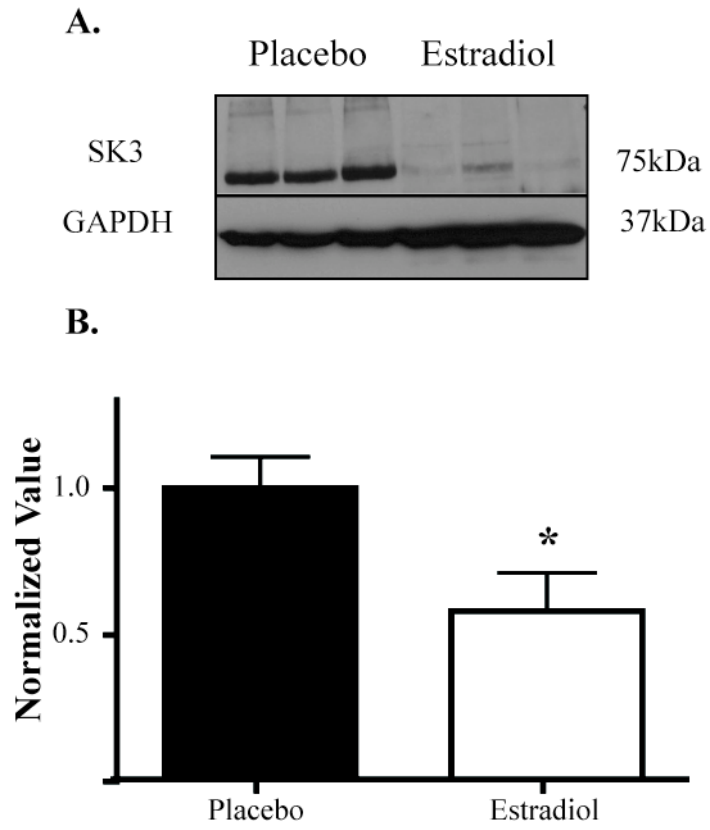 A.
Placebo Estradiol
SK3 75kDa
GAPDH 37kDa
B.
Normalized Value
1.0
*
0.5
Placebo Estradiol